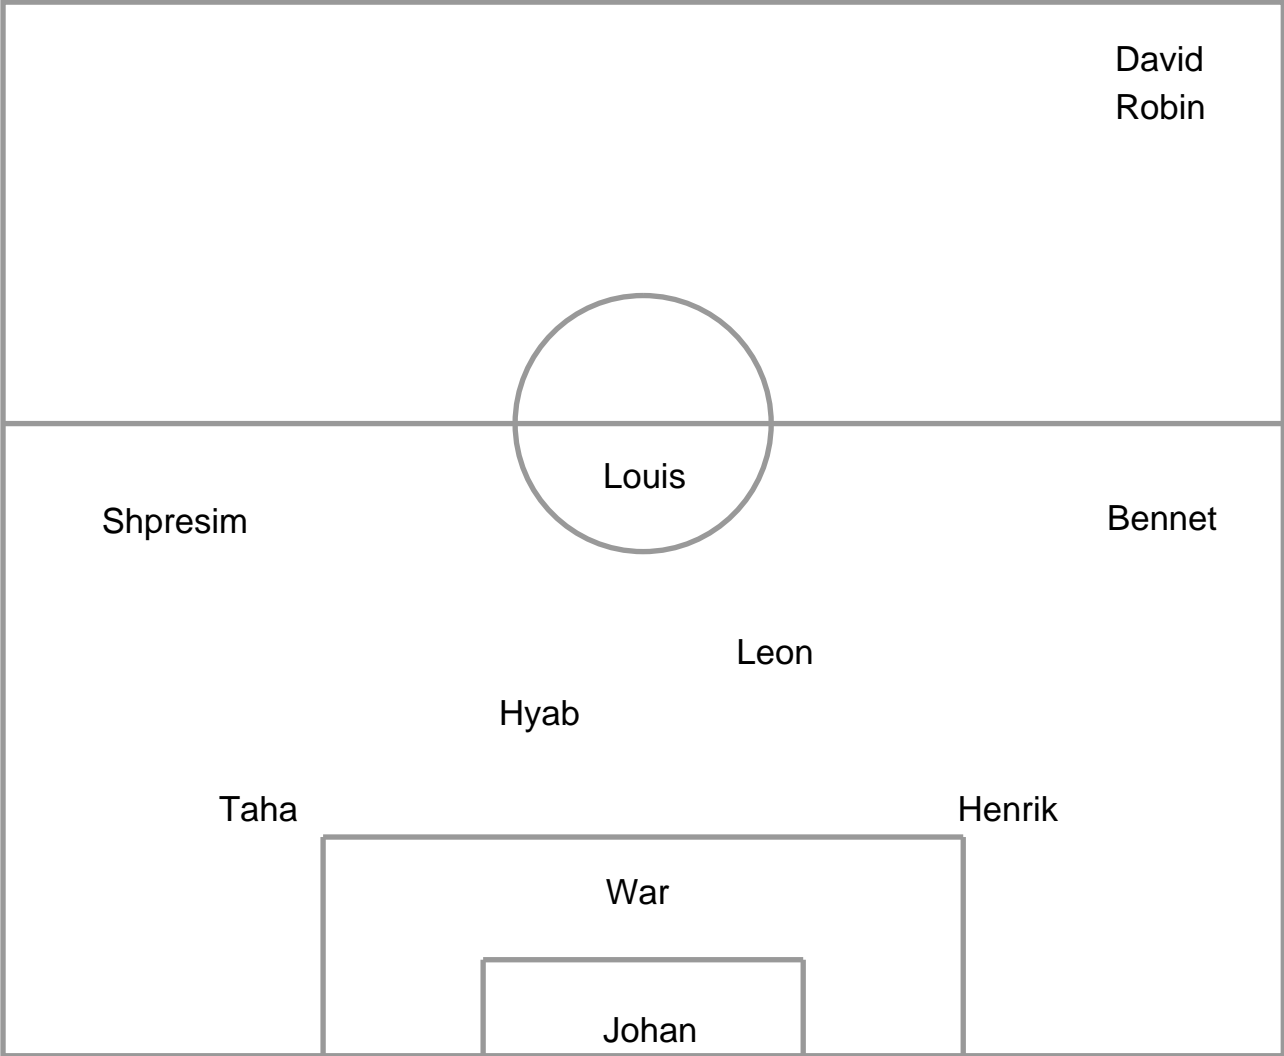 David
Robin
Louis
Shpresim
Bennet
Leon
Hyab
Taha
Henrik
War
Johan